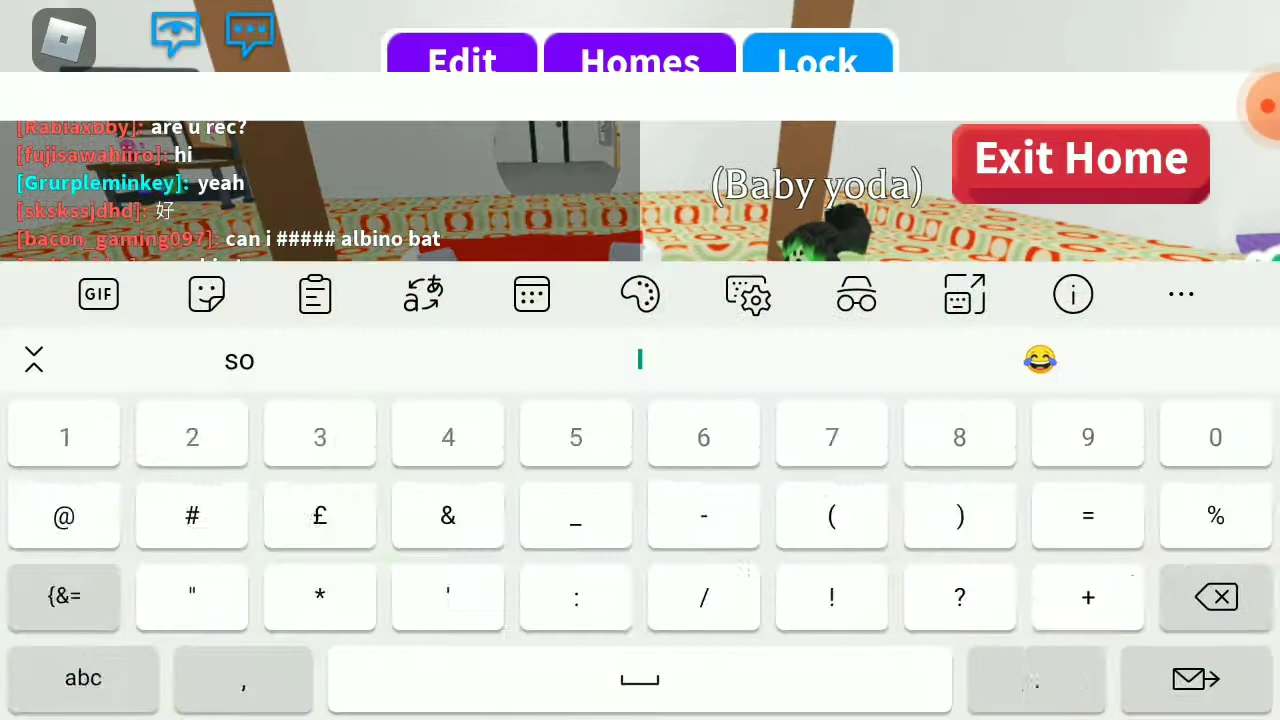 Edit Homes Lock
[Rabiaxoby]: are u rec?
[fujisawahiiro]: hi
[Grurpleminkey]: yeah
[skskssjdhd]: 好
[bacon_gaming097]: can i ##### albino bat
(Baby yoda)
Exit Home
GIF
so I 😂
1 2 3 4 5 6 7 8 9 0
@ # £ & _ - ( ) = %
{&= " * ' : / ! ? +
abc , .